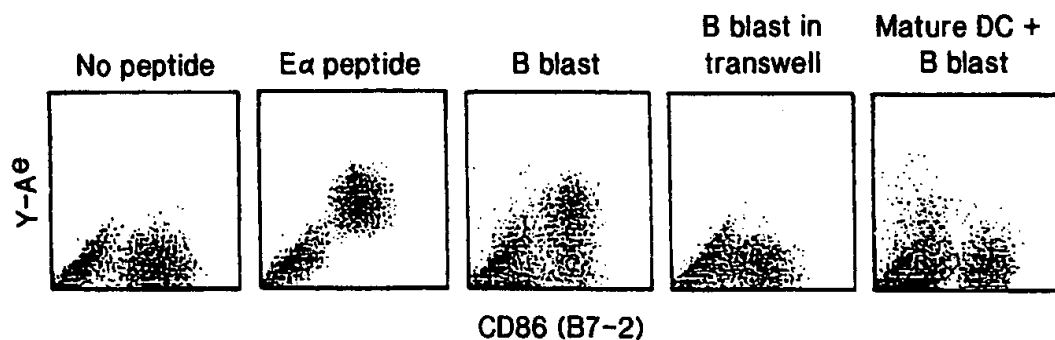 No peptide
Eα peptide
B blast
B blast in
transwell
Mature DC +
B blast
Y-Ae
CD86 (B7-2)